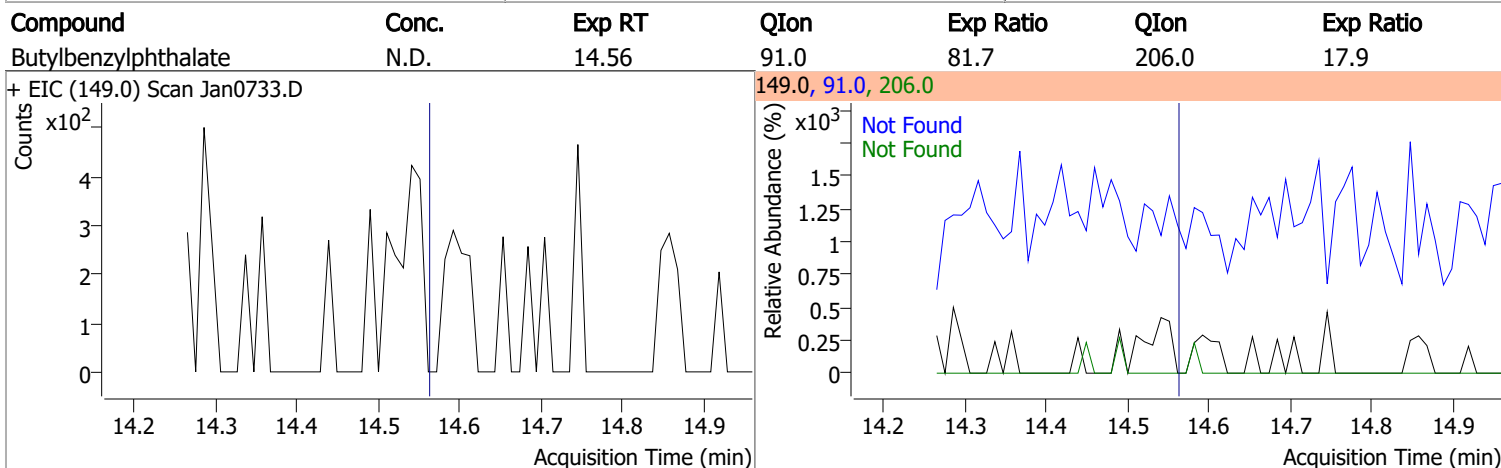 Compound Conc. Exp RT QIon Exp Ratio QIon Exp Ratio
Butylbenzylphthalate N.D. 14.56 91.0 81.7 206.0 17.9
+ EIC (149.0) Scan Jan0733.D
Counts
x10²
4
3
2
1
0
14.2 14.3 14.4 14.5 14.6 14.7 14.8 14.9
Acquisition Time (min)
149.0, 91.0, 206.0
Relative Abundance (%)
x10³
Not Found
Not Found
1.5
1.25
1
0.75
0.5
0.25
0
14.2 14.3 14.4 14.5 14.6 14.7 14.8 14.9
Acquisition Time (min)